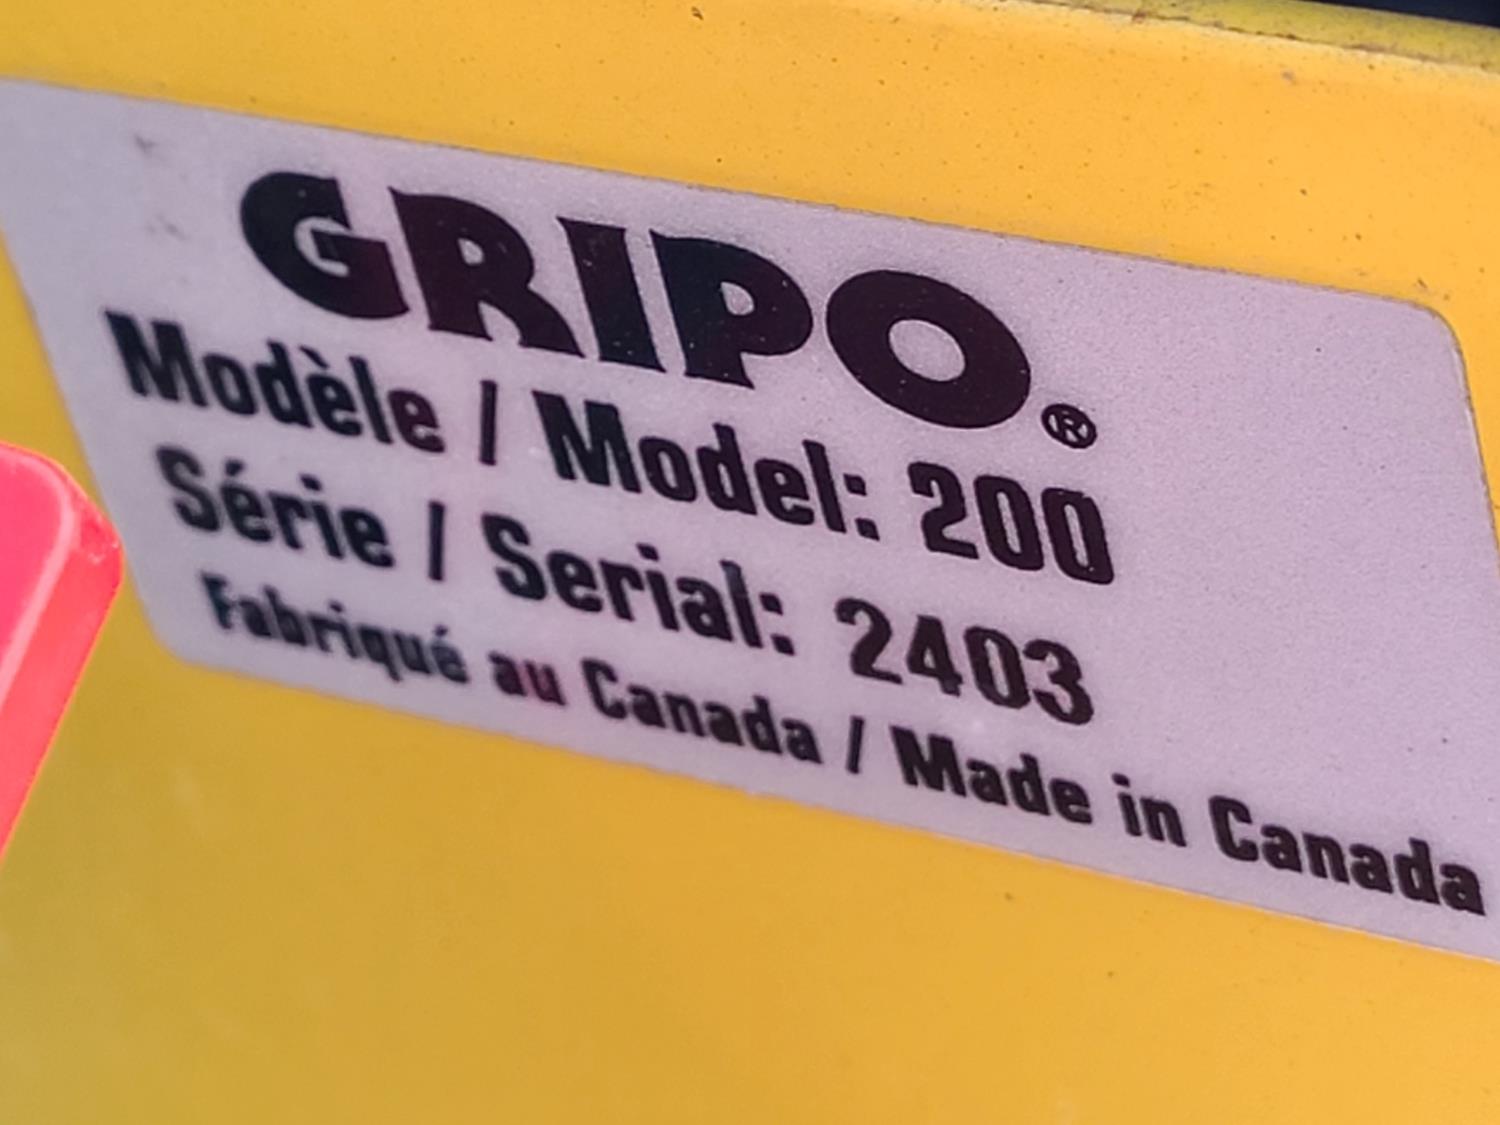 GRIPO®
Modèle / Model: 200
Série / Serial: 2403
Fabriqué au Canada / Made in Canada